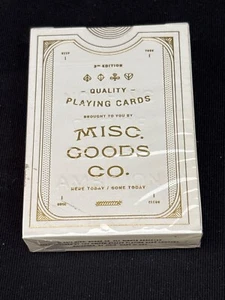 2ND EDITION
- QUALITY -
PLAYING CARDS
BROUGHT TO YOU BY
MISC.
GOODS
CO.
HERE TODAY / GONE TODAY